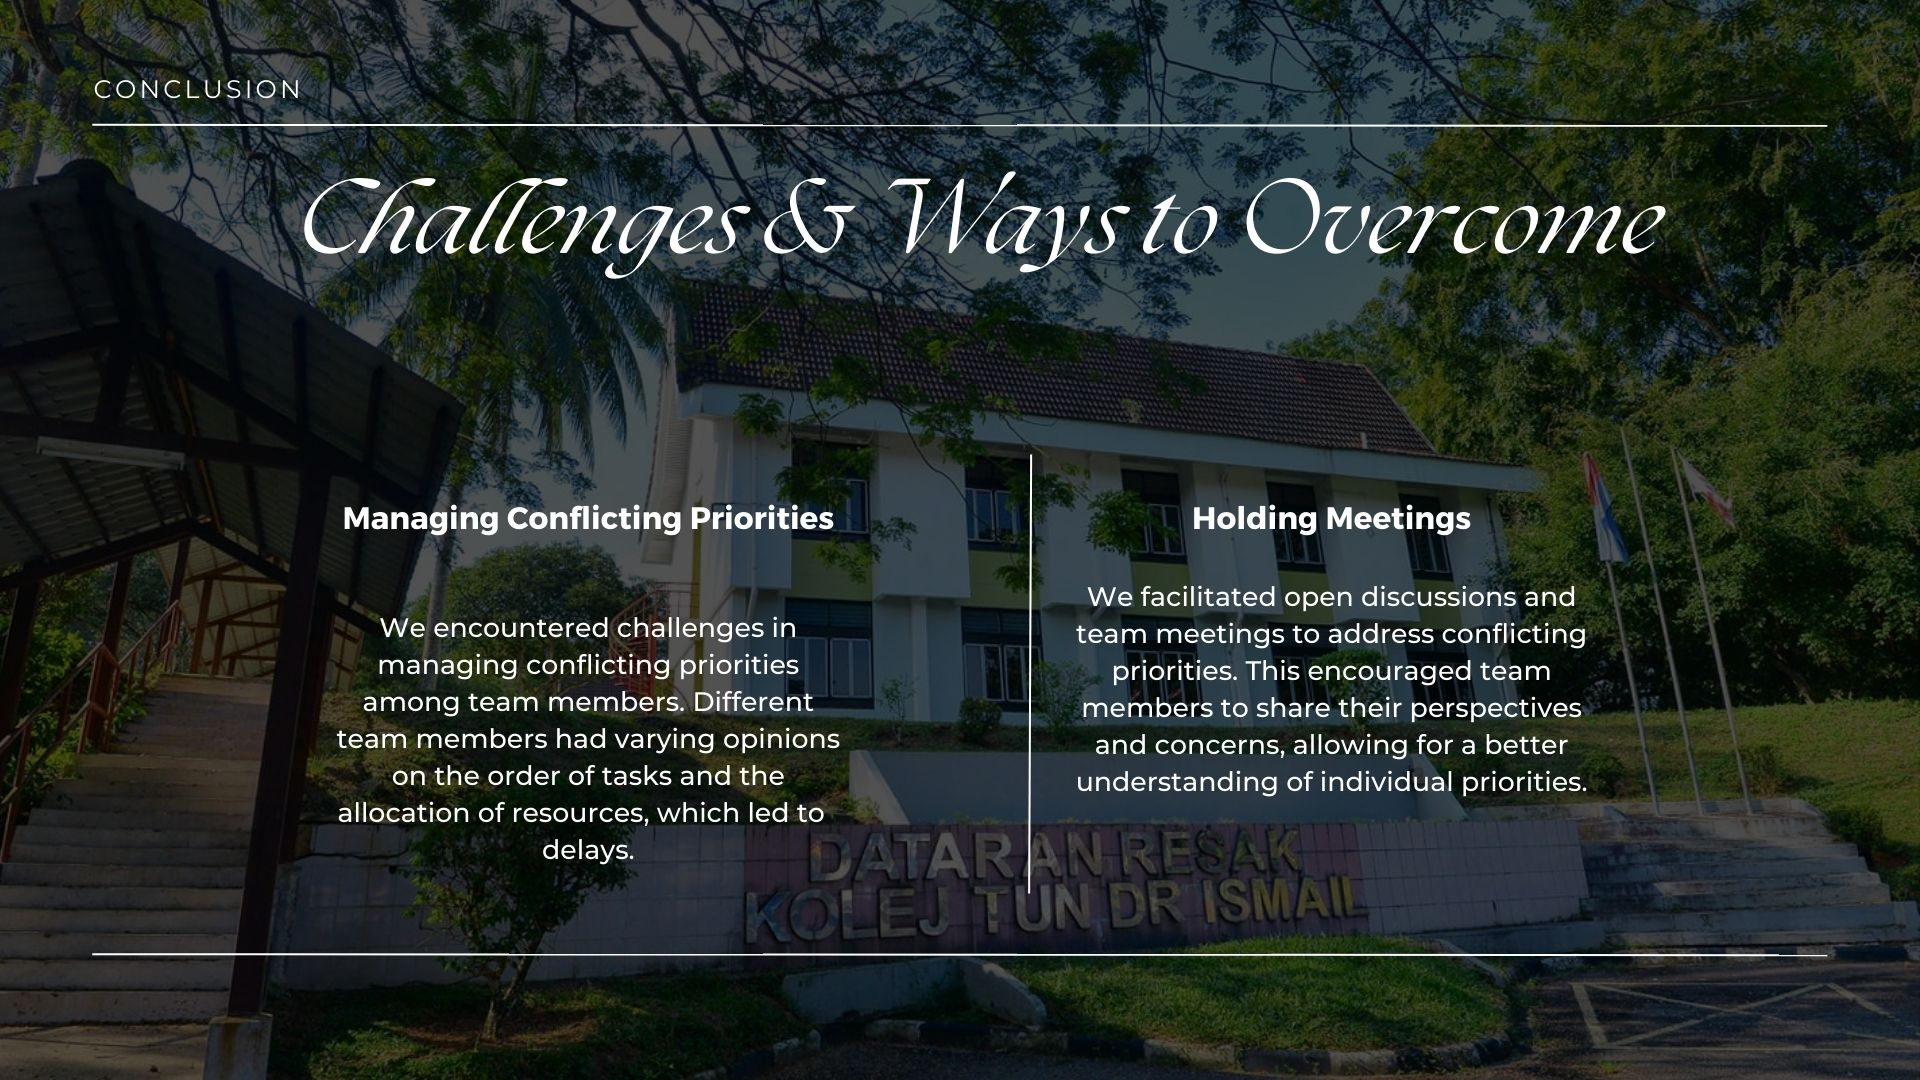 CONCLUSION
Challenges & Ways to Overcome
Managing Conflicting Priorities
We encountered challenges in
managing conflicting priorities
among team members. Different
team members had varying opinions
on the order of tasks and the
allocation of resources, which led to
delays.
Holding Meetings
We facilitated open discussions and
team meetings to address conflicting
priorities. This encouraged team
members to share their perspectives
and concerns, allowing for a better
understanding of individual priorities.
DATARAN RESAK
KOLEJ TUN DR ISMAIL